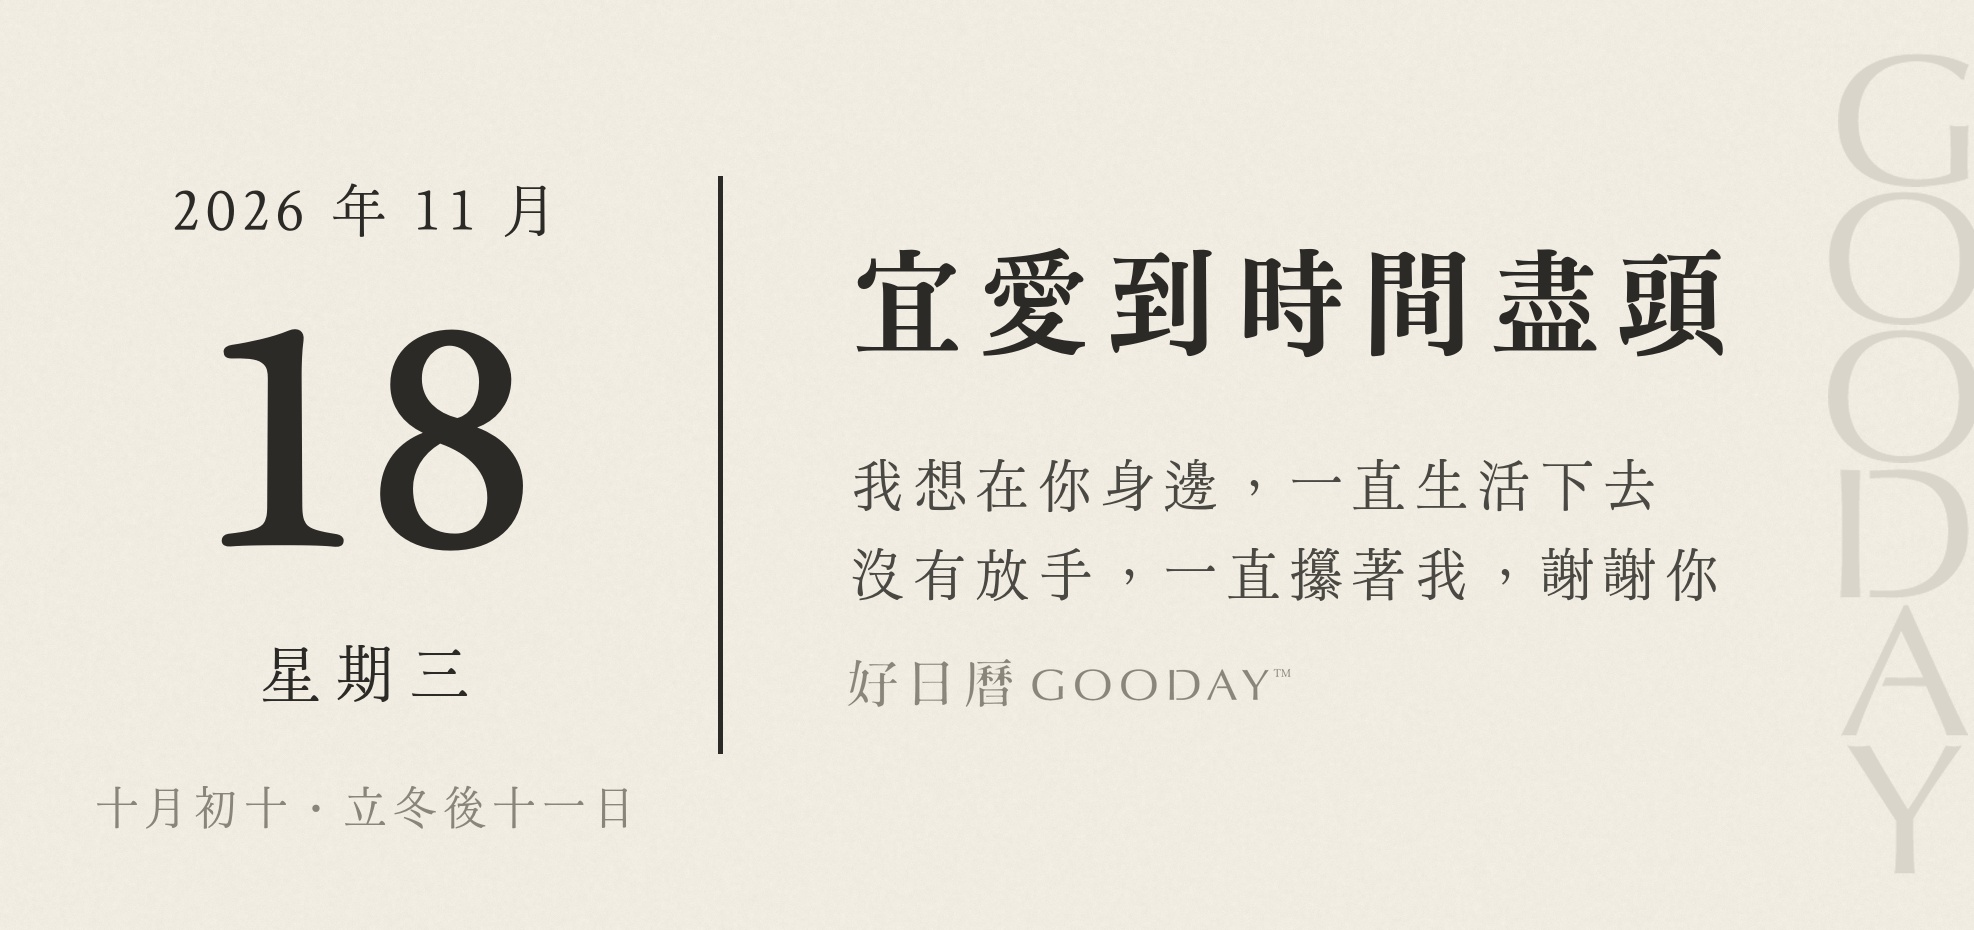 2026 年 11 月
18
星期三
十月初十·立冬後十一日
宜愛到時間盡頭
我想在你身邊，一直生活下去
沒有放手，一直攥著我，謝謝你
好日曆 GOODAY™
GOODAY